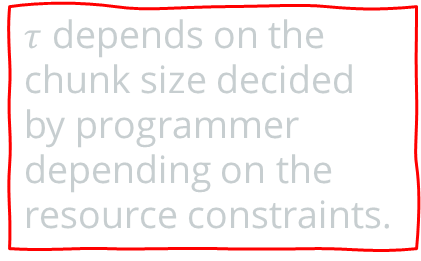 τ depends on the
chunk size decided
by programmer
depending on the
resource constraints.